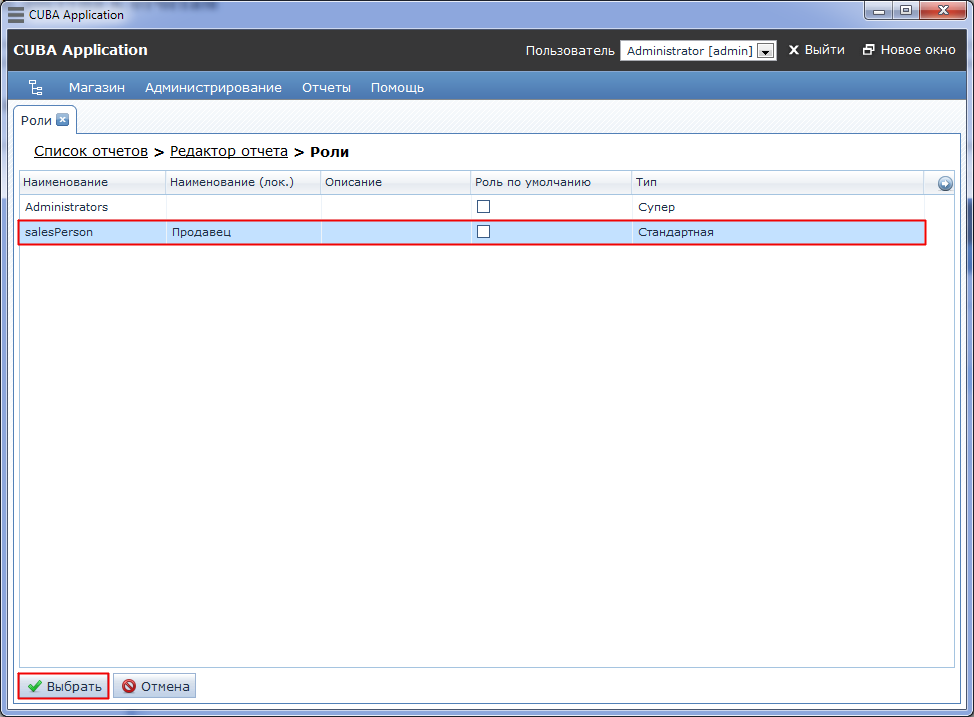 CUBA Application
CUBA Application Пользователь Administrator [admin] Выйти Новое окно
Магазин Администрирование Отчеты Помощь
Роли
Список отчетов > Редактор отчета > Роли
Наименование Наименование (лок.) Описание Роль по умолчанию Тип
Administrators Супер
salesPerson Продавец Стандартная
Выбрать Отмена